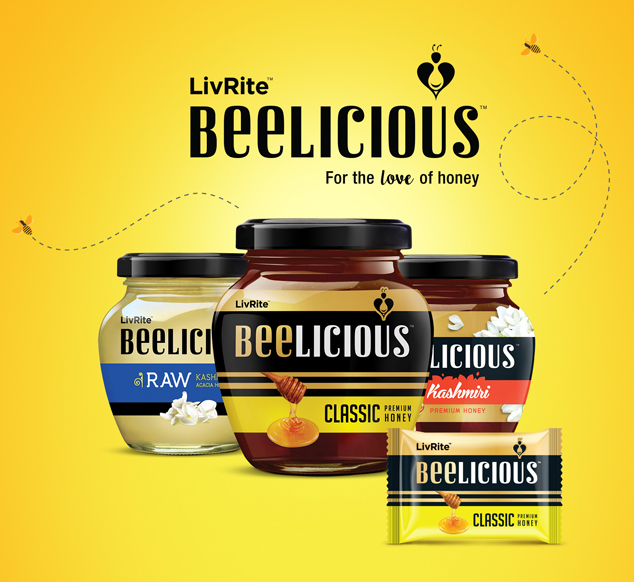 LivRite™
BEELICIOUS™
For the love of honey
LivRite™
BEELICI
RAW KASH
ACACIA H
LivRite™
BEELICIOUS™
CLASSIC PREMIUM
HONEY
LICIOUS™
Kashmiri
PREMIUM HONEY
LivRite™
BEELICIOUS™
CLASSIC PREMIUM
HONEY